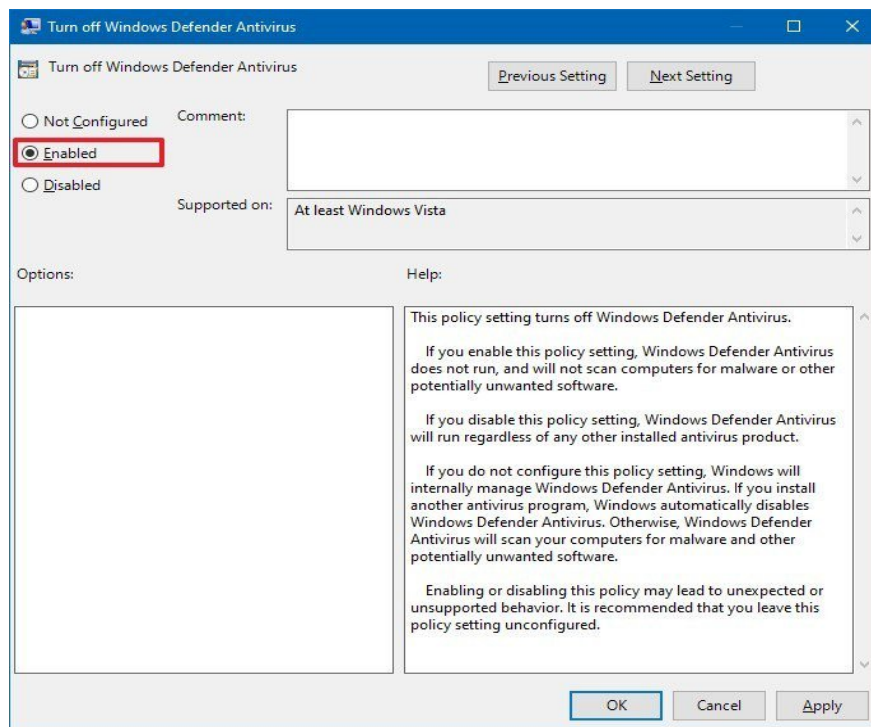 Turn off Windows Defender Antivirus
Turn off Windows Defender Antivirus
Previous Setting
Next Setting
Not Configured
Comment:
Enabled
Disabled
Supported on:
At least Windows Vista
Options:
Help:
This policy setting turns off Windows Defender Antivirus.
If you enable this policy setting, Windows Defender Antivirus
does not run, and will not scan computers for malware or other
potentially unwanted software.
If you disable this policy setting, Windows Defender Antivirus
will run regardless of any other installed antivirus product.
If you do not configure this policy setting, Windows will
internally manage Windows Defender Antivirus. If you install
another antivirus program, Windows automatically disables
Windows Defender Antivirus. Otherwise, Windows Defender
Antivirus will scan your computers for malware and other
potentially unwanted software.
Enabling or disabling this policy may lead to unexpected or
unsupported behavior. It is recommended that you leave this
policy setting unconfigured.
OK
Cancel
Apply